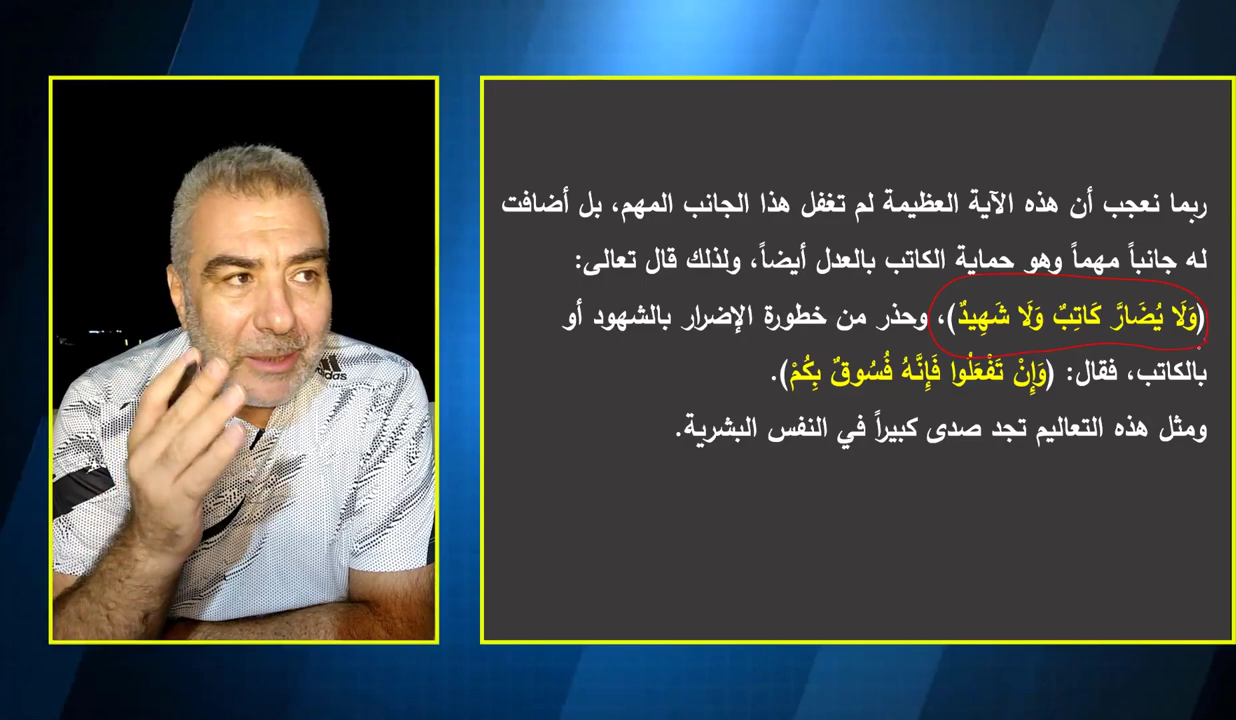 ربما نعجب أن هذه الآية العظيمة لم تغفل هذا الجانب المهم، بل أضافت
له جانباً مهماً وهو حماية الكاتب بالعدل أيضاً، ولذلك قال تعالى:
(وَلَا يُضَارَّ كَاتِبٌ وَلَا شَهِيدٌ)، وحذر من خطورة الإضرار بالشهود أو
بالكاتب، فقال: (وَإِنْ تَفْعَلُوا فَإِنَّهُ فُسُوقٌ بِكُمْ).
ومثل هذه التعاليم تجد صدى كبيراً في النفس البشرية.
adidas